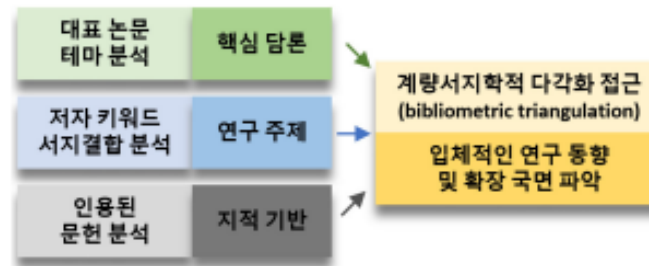 대표 논문
테마 분석
핵심 담론
저자 키워드
서지결합 분석
연구 주제
인용된
문헌 분석
지적 기반
계량서지학적 다각화 접근
(bibliometric triangulation)
입체적인 연구 동향
및 확장 국면 파악